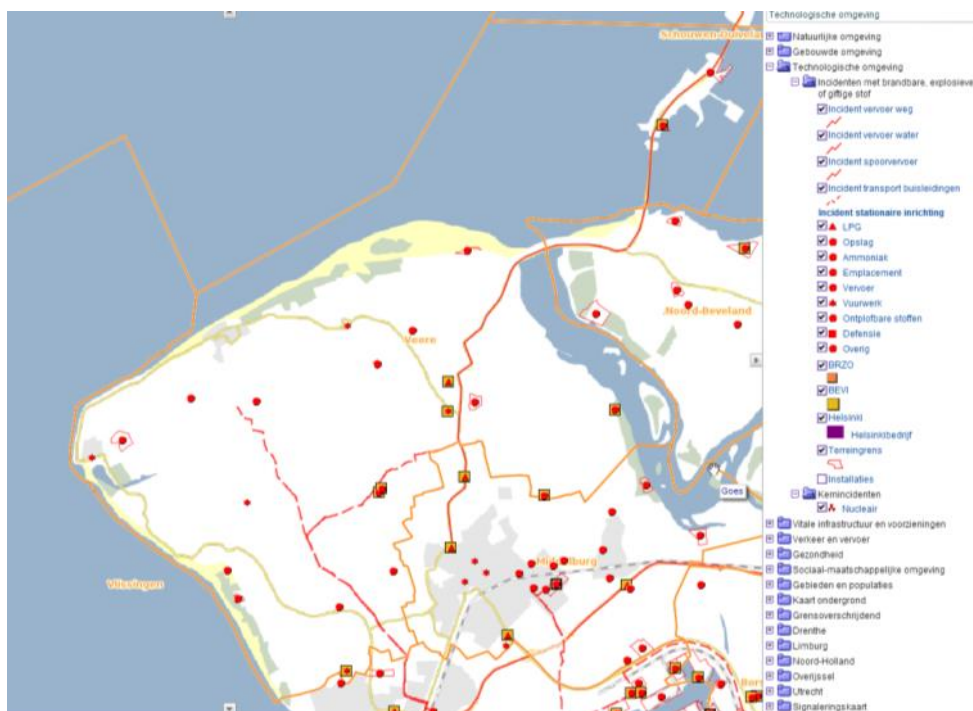 Schouwen-Duivela
Noord-Beveland
Veere
Goes
Middelburg
Vlissingen
Bors
Technologische omgeving
Natuurlijke omgeving
Gebouwde omgeving
Technologische omgeving
Incidenten met brandbare, explosieve
of giftige stof
Incident vervoer weg
Incident vervoer water
Incident spoorvervoer
Incident transport buisleidingen
Incident stationaire inrichting
LPG
Opslag
Ammoniak
Emplacement
Vervoer
Vuurwerk
Ontplofbare stoffen
Defensie
Overig
BRZO
BEVI
Helsinki
Helsinkibedrijf
Terreingrens
Installaties
Kernincidenten
Nucleair
Vitale infrastructuur en voorzieningen
Verkeer en vervoer
Gezondheid
Sociaal-maatschappelijke omgeving
Gebieden en populaties
Kaart ondergrond
Grensoverschrijdend
Drenthe
Limburg
Noord-Holland
Overijssel
Utrecht
Signaleringskaart